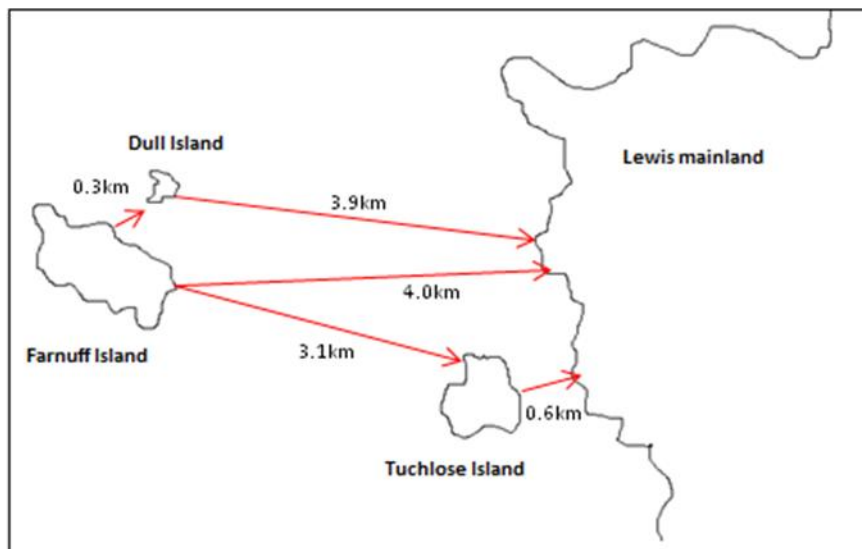 Dull Island
Lewis mainland
0.3km
3.9km
4.0km
Farnuff Island
3.1km
0.6km
Tuchlose Island